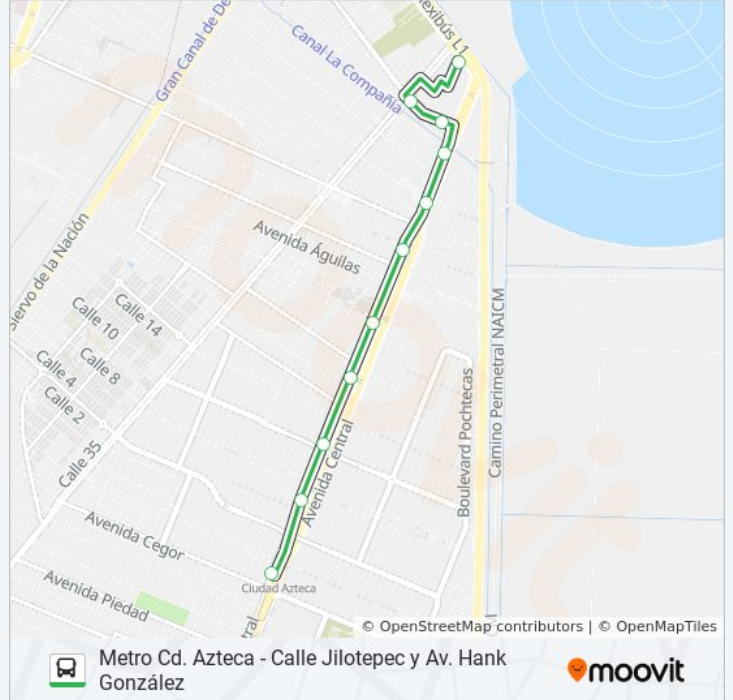 exibús L1
Gran Canal de De
Canal La Compañía
Avenida Águilas
Siervo de la Nación
Calle 14
Calle 10
Calle 8
Calle 4
Calle 2
Calle 35
Camino Perimetral NAICM
Boulevard Pochtecas
Avenida Central
Avenida Cegor
Ciudad Azteca
Avenida Piedad
tral
© OpenStreetMap contributors | © OpenMapTiles
Metro Cd. Azteca - Calle Jilotepec y Av. Hank
González
moovit